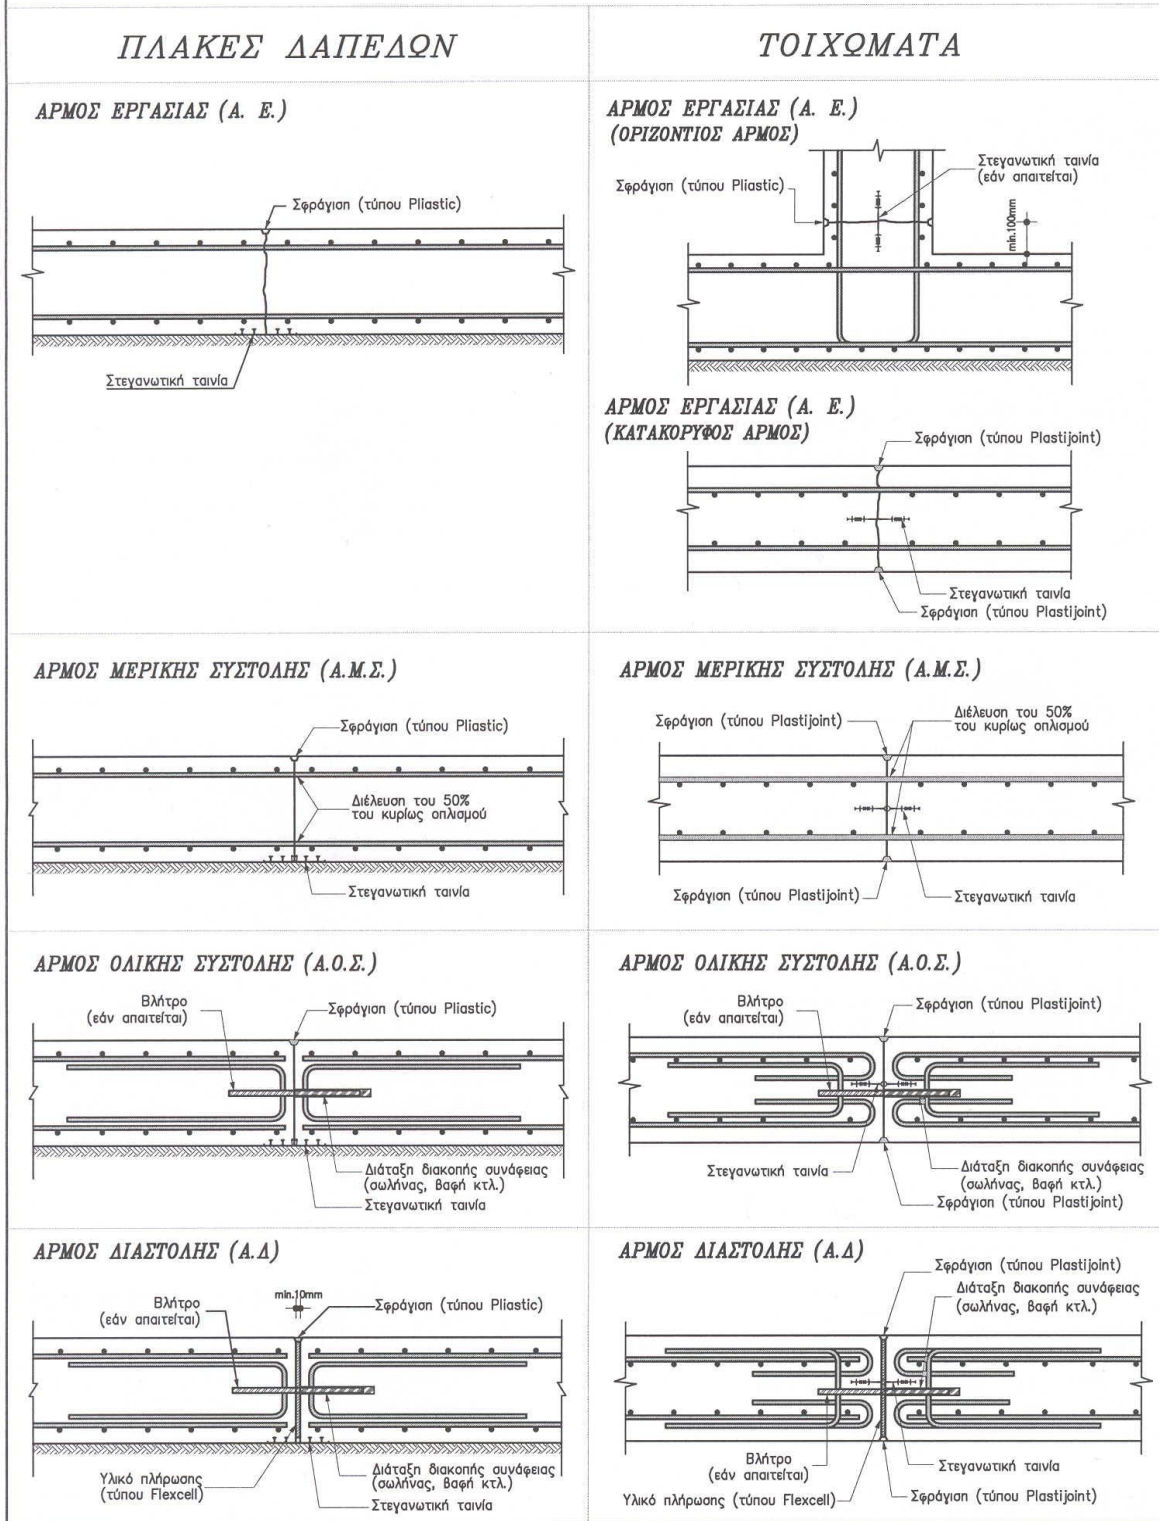 ΠΛΑΚΕΣ ΔΑΠΕΔΩΝ
ΤΟΙΧΩΜΑΤΑ
ΑΡΜΟΣ ΕΡΓΑΣΙΑΣ (Α. Ε.)
Σφράγιση (τύπου Pliastic)
Στεγανωτική ταινία
ΑΡΜΟΣ ΕΡΓΑΣΙΑΣ (Α. Ε.)
(ΟΡΙΖΟΝΤΙΟΣ ΑΡΜΟΣ)
Σφράγιση (τύπου Pliastic)
Στεγανωτική ταινία
(εάν απαιτείται)
min.100mm
ΑΡΜΟΣ ΕΡΓΑΣΙΑΣ (Α. Ε.)
(ΚΑΤΑΚΟΡΥΦΟΣ ΑΡΜΟΣ)
Σφράγιση (τύπου Plastijoint)
Στεγανωτική ταινία
Σφράγιση (τύπου Plastijoint)
ΑΡΜΟΣ ΜΕΡΙΚΗΣ ΣΥΣΤΟΛΗΣ (Α.Μ.Σ.)
Σφράγιση (τύπου Pliastic)
Διέλευση του 50%
του κυρίως οπλισμού
Στεγανωτική ταινία
ΑΡΜΟΣ ΜΕΡΙΚΗΣ ΣΥΣΤΟΛΗΣ (Α.Μ.Σ.)
Σφράγιση (τύπου Plastijoint)
Διέλευση του 50%
του κυρίως οπλισμού
Σφράγιση (τύπου Plastijoint)
Στεγανωτική ταινία
ΑΡΜΟΣ ΟΛΙΚΗΣ ΣΥΣΤΟΛΗΣ (Α.Ο.Σ.)
Βλήτρο
(εάν απαιτείται)
Σφράγιση (τύπου Pliastic)
Διάταξη διακοπής συνάφειας
(σωλήνας, βαφή κτλ.)
Στεγανωτική ταινία
ΑΡΜΟΣ ΟΛΙΚΗΣ ΣΥΣΤΟΛΗΣ (Α.Ο.Σ.)
Βλήτρο
(εάν απαιτείται)
Σφράγιση (τύπου Plastijoint)
Στεγανωτική ταινία
Διάταξη διακοπής συνάφειας
(σωλήνας, βαφή κτλ.)
Σφράγιση (τύπου Plastijoint)
ΑΡΜΟΣ ΔΙΑΣΤΟΛΗΣ (Α.Δ)
Βλήτρο
(εάν απαιτείται)
min.10mm
Σφράγιση (τύπου Pliastic)
Υλικό πλήρωσης
(τύπου Flexcell)
Διάταξη διακοπής συνάφειας
(σωλήνας, βαφή κτλ.)
Στεγανωτική ταινία
ΑΡΜΟΣ ΔΙΑΣΤΟΛΗΣ (Α.Δ)
Σφράγιση (τύπου Plastijoint)
Διάταξη διακοπής συνάφειας
(σωλήνας, βαφή κτλ.)
Βλήτρο
(εάν απαιτείται)
Στεγανωτική ταινία
Υλικό πλήρωσης (τύπου Flexcell)
Σφράγιση (τύπου Plastijoint)